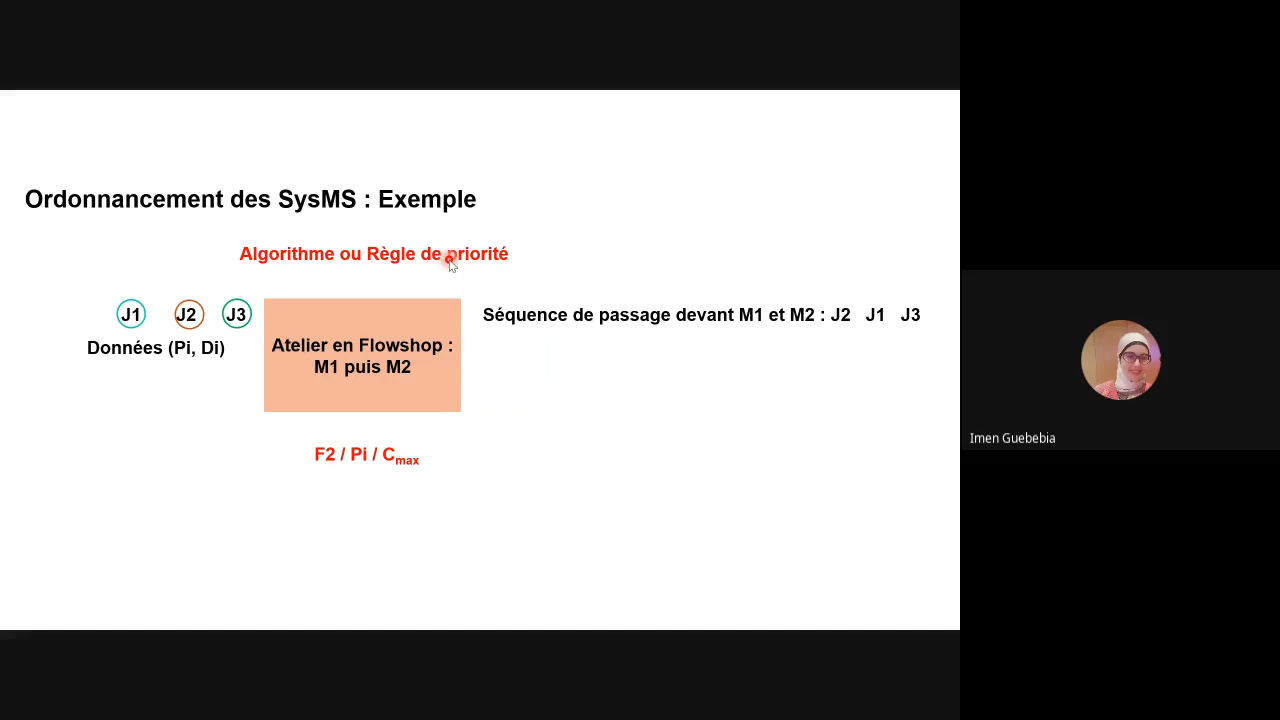 Ordonnancement des SysMS : Exemple
Algorithme ou Règle de priorité
J1 J2 J3
Données (Pi, Di)
Atelier en Flowshop :
M1 puis M2
Séquence de passage devant M1 et M2 : J2 J1 J3
F2 / Pi / Cmax
Imen Guebebia